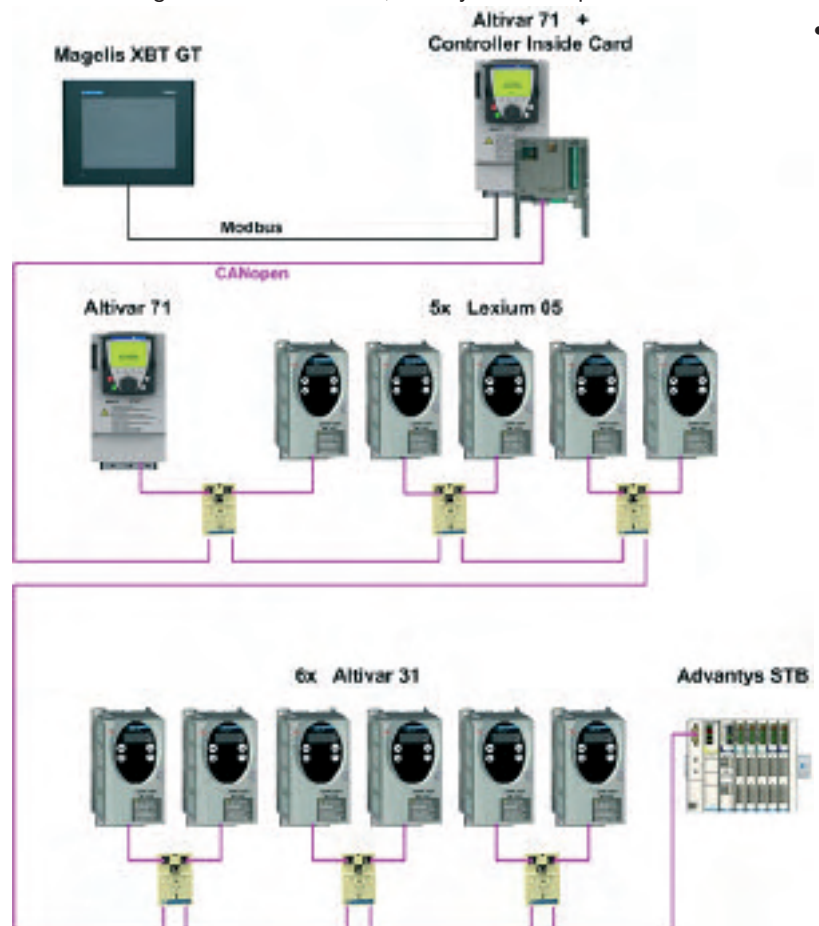 Altivar 71 +
Controller Inside Card
Magelis XBT GT
Modbus
CANopen
Altivar 71
5x Lexium 05
6x Altivar 31
Advantys STB